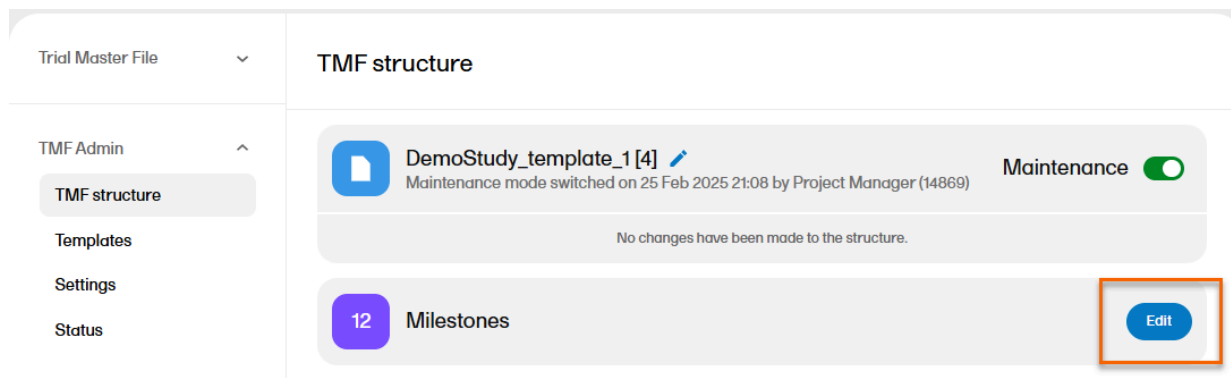 Trial Master File
TMF structure
TMF Admin
TMF structure
Templates
Settings
Status
DemoStudy_template_1 [4]
Maintenance mode switched on 25 Feb 2025 21:08 by Project Manager (14869)
Maintenance
No changes have been made to the structure.
12 Milestones
Edit